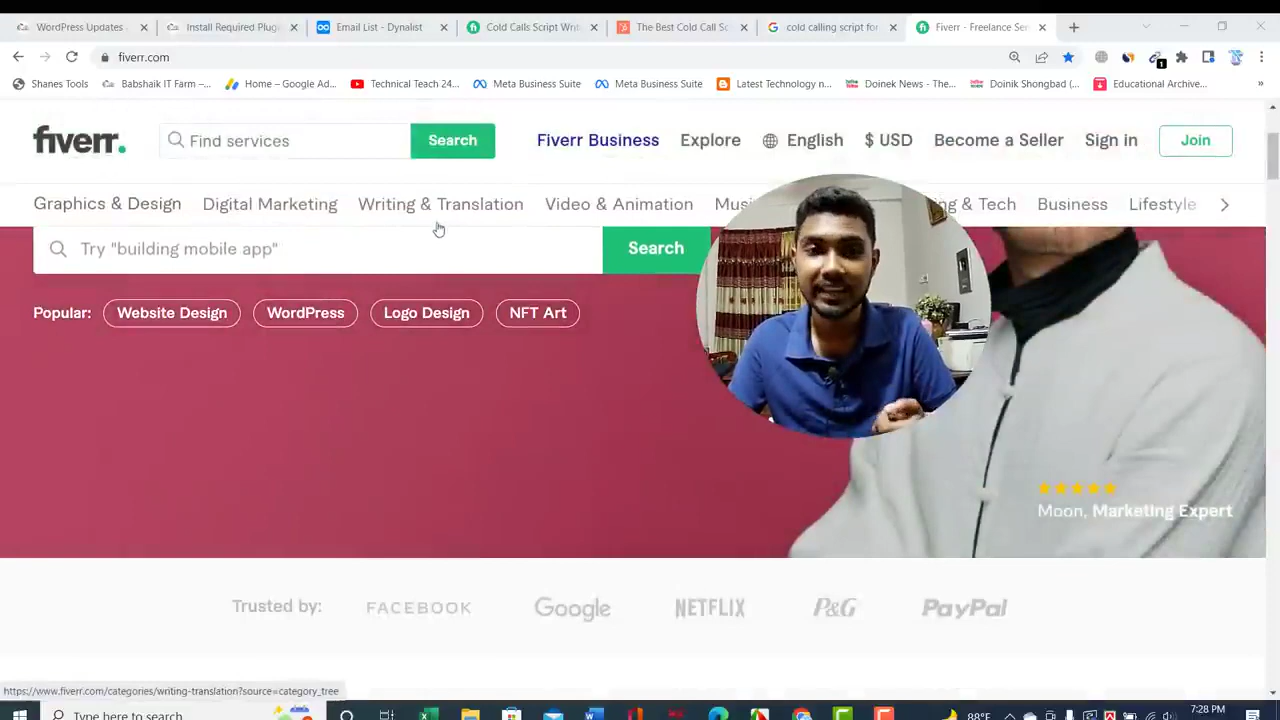 WordPress Updates
Install Required Plug
Email List - Dynalist
Cold Calls Script Writ
The Best Cold Call Sc
cold calling script for
Fiverr - Freelance Ser
fiverr.com
1
Shanes Tools
Babshaik IT Farm –...
Home – Google Ad...
Technical Teach 24...
Meta Business Suite
Meta Business Suite
Latest Technology n...
Doinek News - The...
Doinik Shongbad (...
Educational Archive...
»
fiverr.
Find services
Search
Fiverr Business
Explore
English
$ USD
Become a Seller
Sign in
Join
Graphics & Design
Digital Marketing
Writing & Translation
Video & Animation
Musi
g & Tech
Business
Lifestyle
Try "building mobile app"
Search
Popular:
Website Design
WordPress
Logo Design
NFT Art
Moon, Marketing Expert
Trusted by:
FACEBOOK
Google
NETFLIX
P&G
PayPal
https://www.fiverr.com/categories/writing-translation?source=category_tree
Type here to search
88°F
7:28 PM